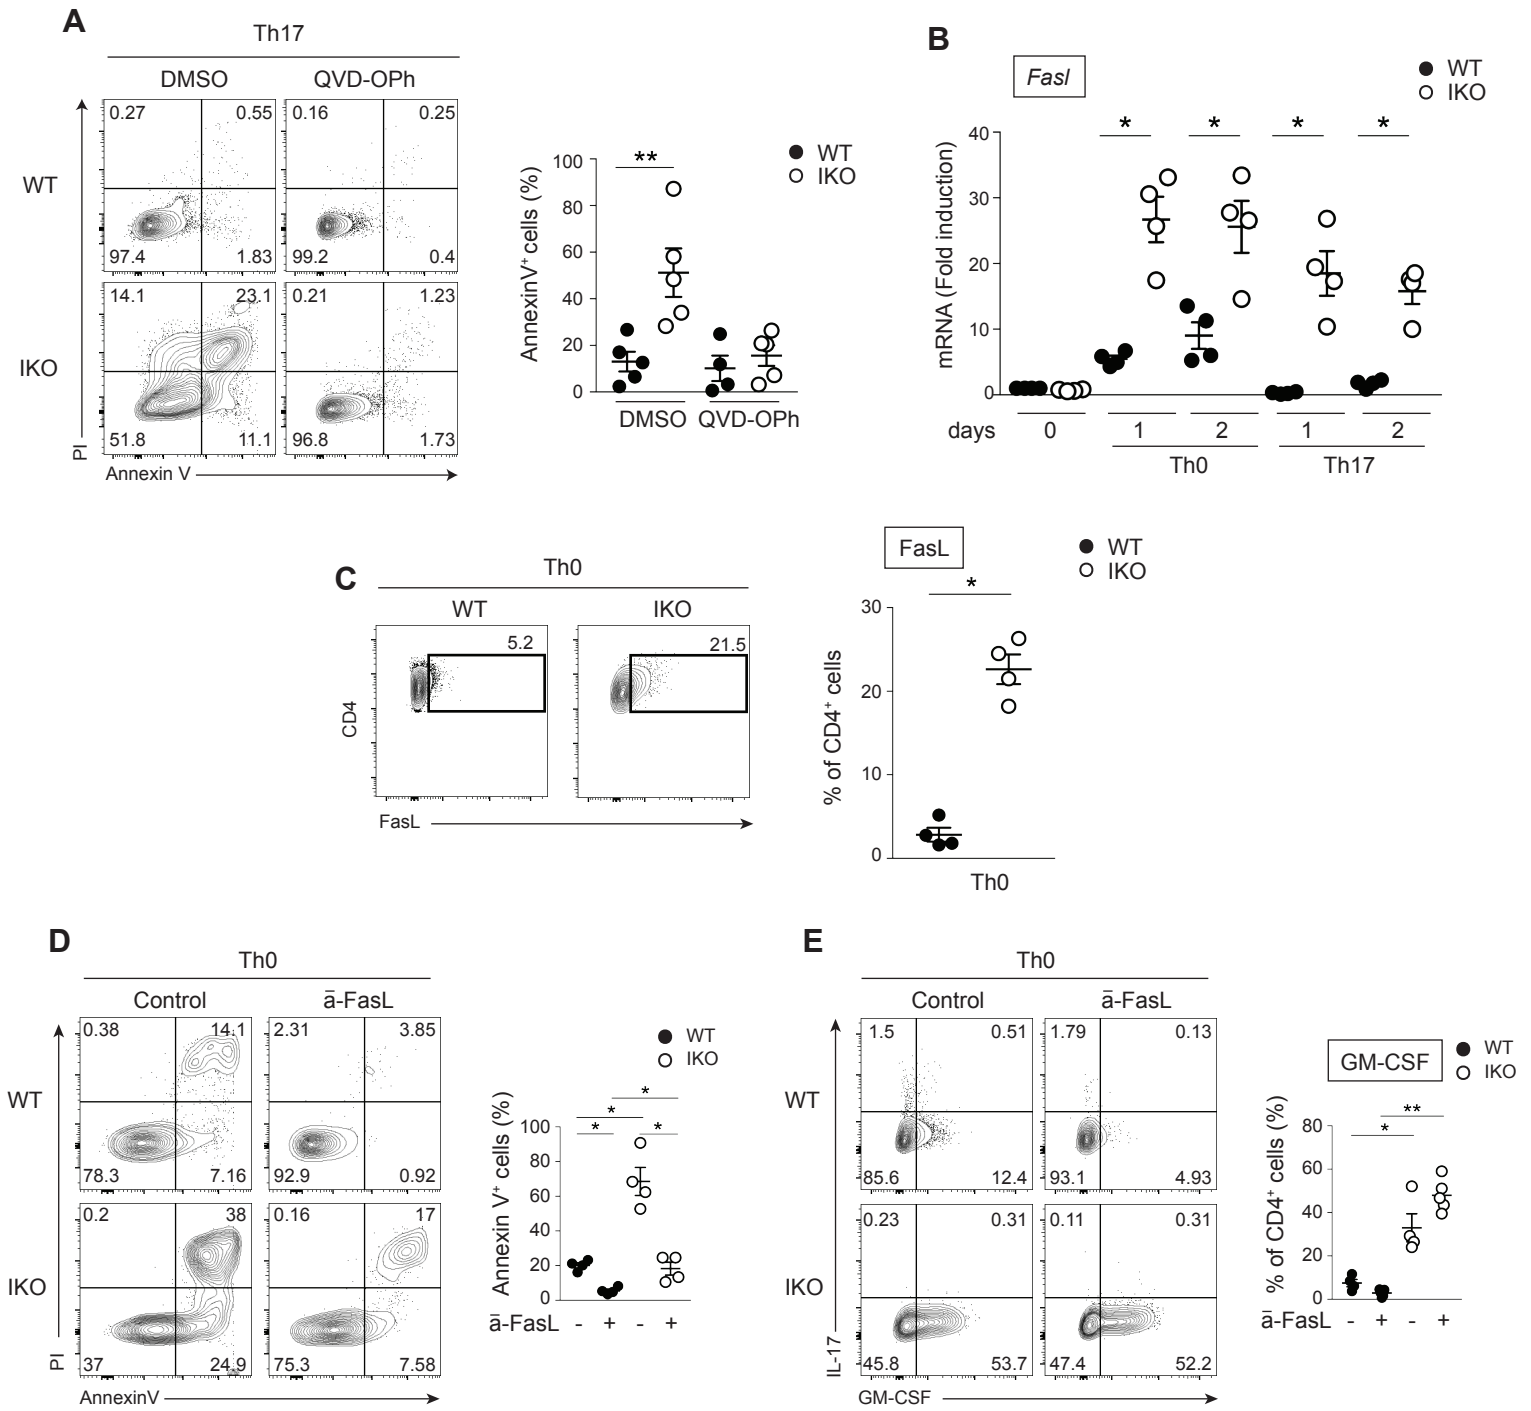 A
Th17
DMSO QVD-OPh
WT
0.27 0.55 0.16 0.25
97.4 1.83 99.2 0.4
IKO
14.1 23.1 0.21 1.23
51.8 11.1 96.8 1.73
PI
Annexin V
AnnexinV+ cells (%)
100
80
60
40
20
0
**
WT
IKO
DMSO QVD-OPh
B
Fasl
WT
IKO
mRNA (Fold induction)
40
30
20
10
0
* * * *
days 0 1 2 1 2
Th0 Th17
C
Th0
WT IKO
5.2 21.5
CD4
FasL
FasL
WT
IKO
% of CD4+ cells
30
20
10
0
*
Th0
D
Th0
Control ā-FasL
WT
0.38 14.1 2.31 3.85
78.3 7.16 92.9 0.92
IKO
0.2 38 0.16 17
37 24.9 75.3 7.58
PI
AnnexinV
WT
IKO
Annexin V+ cells (%)
100
80
60
40
20
0
*
*
* *
ā-FasL - + - +
E
Th0
Control ā-FasL
WT
1.5 0.51 1.79 0.13
85.6 12.4 93.1 4.93
IKO
0.23 0.31 0.11 0.31
45.8 53.7 47.4 52.2
IL-17
GM-CSF
GM-CSF
WT
IKO
% of CD4+ cells (%)
80
60
40
20
0
**
*
ā-FasL - + - +